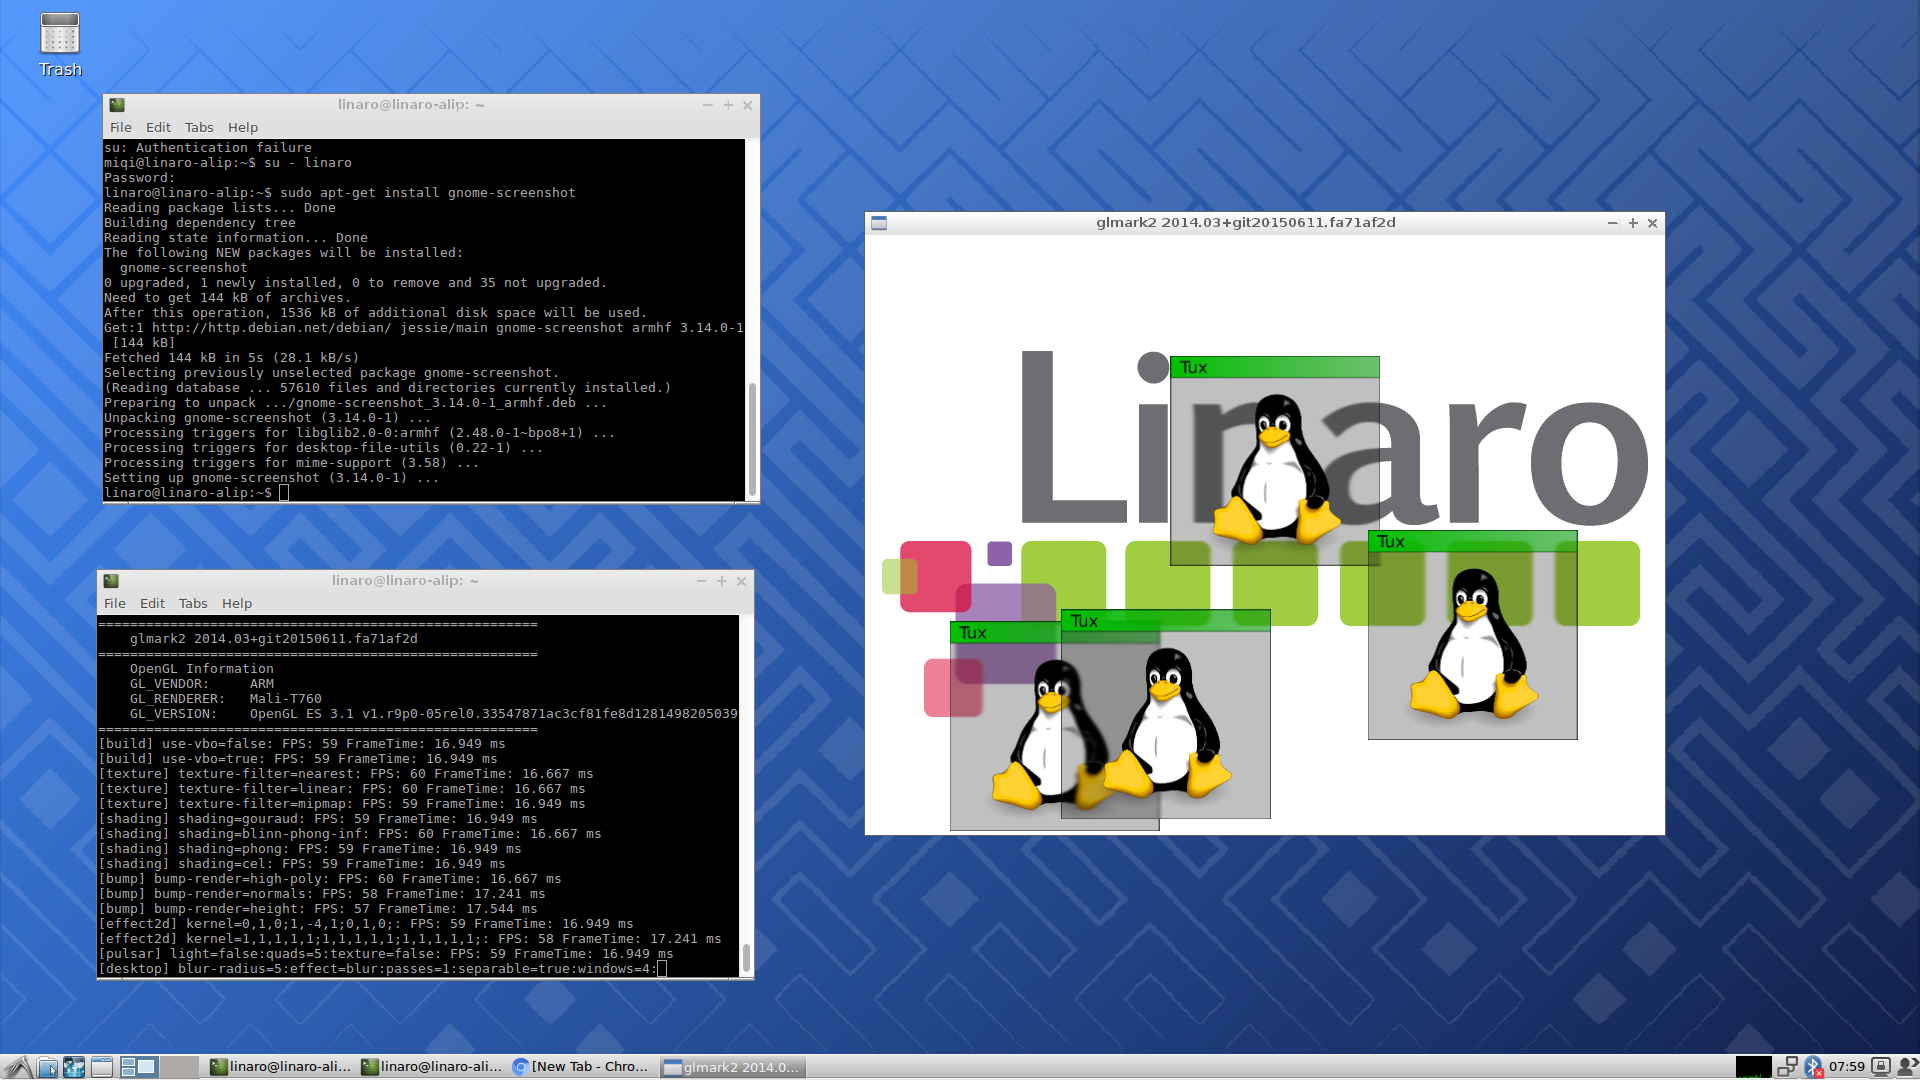 Trash
linaro@linaro-alip: ~
File Edit Tabs Help
su: Authentication failure
miqi@linaro-alip:~$ su - linaro
Password:
linaro@linaro-alip:~$ sudo apt-get install gnome-screenshot
Reading package lists... Done
Building dependency tree
Reading state information... Done
The following NEW packages will be installed:
  gnome-screenshot
0 upgraded, 1 newly installed, 0 to remove and 35 not upgraded.
Need to get 144 kB of archives.
After this operation, 1536 kB of additional disk space will be used.
Get:1 http://http.debian.net/debian/ jessie/main gnome-screenshot armhf 3.14.0-1
 [144 kB]
Fetched 144 kB in 5s (28.1 kB/s)
Selecting previously unselected package gnome-screenshot.
(Reading database ... 57610 files and directories currently installed.)
Preparing to unpack .../gnome-screenshot_3.14.0-1_armhf.deb ...
Unpacking gnome-screenshot (3.14.0-1) ...
Processing triggers for libglib2.0-0:armhf (2.48.0-1~bpo8+1) ...
Processing triggers for desktop-file-utils (0.22-1) ...
Processing triggers for mime-support (3.58) ...
Setting up gnome-screenshot (3.14.0-1) ...
linaro@linaro-alip:~$
linaro@linaro-alip: ~
File Edit Tabs Help
=======================================================
    glmark2 2014.03+git20150611.fa71af2d
=======================================================
    OpenGL Information
    GL_VENDOR:     ARM
    GL_RENDERER:   Mali-T760
    GL_VERSION:    OpenGL ES 3.1 v1.r9p0-05rel0.33547871ac3cf81fe8d1281498205039
=======================================================
[build] use-vbo=false: FPS: 59 FrameTime: 16.949 ms
[build] use-vbo=true: FPS: 59 FrameTime: 16.949 ms
[texture] texture-filter=nearest: FPS: 60 FrameTime: 16.667 ms
[texture] texture-filter=linear: FPS: 60 FrameTime: 16.667 ms
[texture] texture-filter=mipmap: FPS: 59 FrameTime: 16.949 ms
[shading] shading=gouraud: FPS: 59 FrameTime: 16.949 ms
[shading] shading=blinn-phong-inf: FPS: 60 FrameTime: 16.667 ms
[shading] shading=phong: FPS: 59 FrameTime: 16.949 ms
[shading] shading=cel: FPS: 59 FrameTime: 16.949 ms
[bump] bump-render=high-poly: FPS: 60 FrameTime: 16.667 ms
[bump] bump-render=normals: FPS: 58 FrameTime: 17.241 ms
[bump] bump-render=height: FPS: 57 FrameTime: 17.544 ms
[effect2d] kernel=0,1,0;1,-4,1;0,1,0;: FPS: 59 FrameTime: 16.949 ms
[effect2d] kernel=1,1,1,1,1;1,1,1,1,1;1,1,1,1,1;: FPS: 58 FrameTime: 17.241 ms
[pulsar] light=false:quads=5:texture=false: FPS: 59 FrameTime: 16.949 ms
[desktop] blur-radius=5:effect=blur:passes=1:separable=true:windows=4:
glmark2 2014.03+git20150611.fa71af2d
Linaro
Tux
Tux
Tux
Tux
linaro@linaro-ali... linaro@linaro-ali... [New Tab - Chro... glmark2 2014.0... 07:59